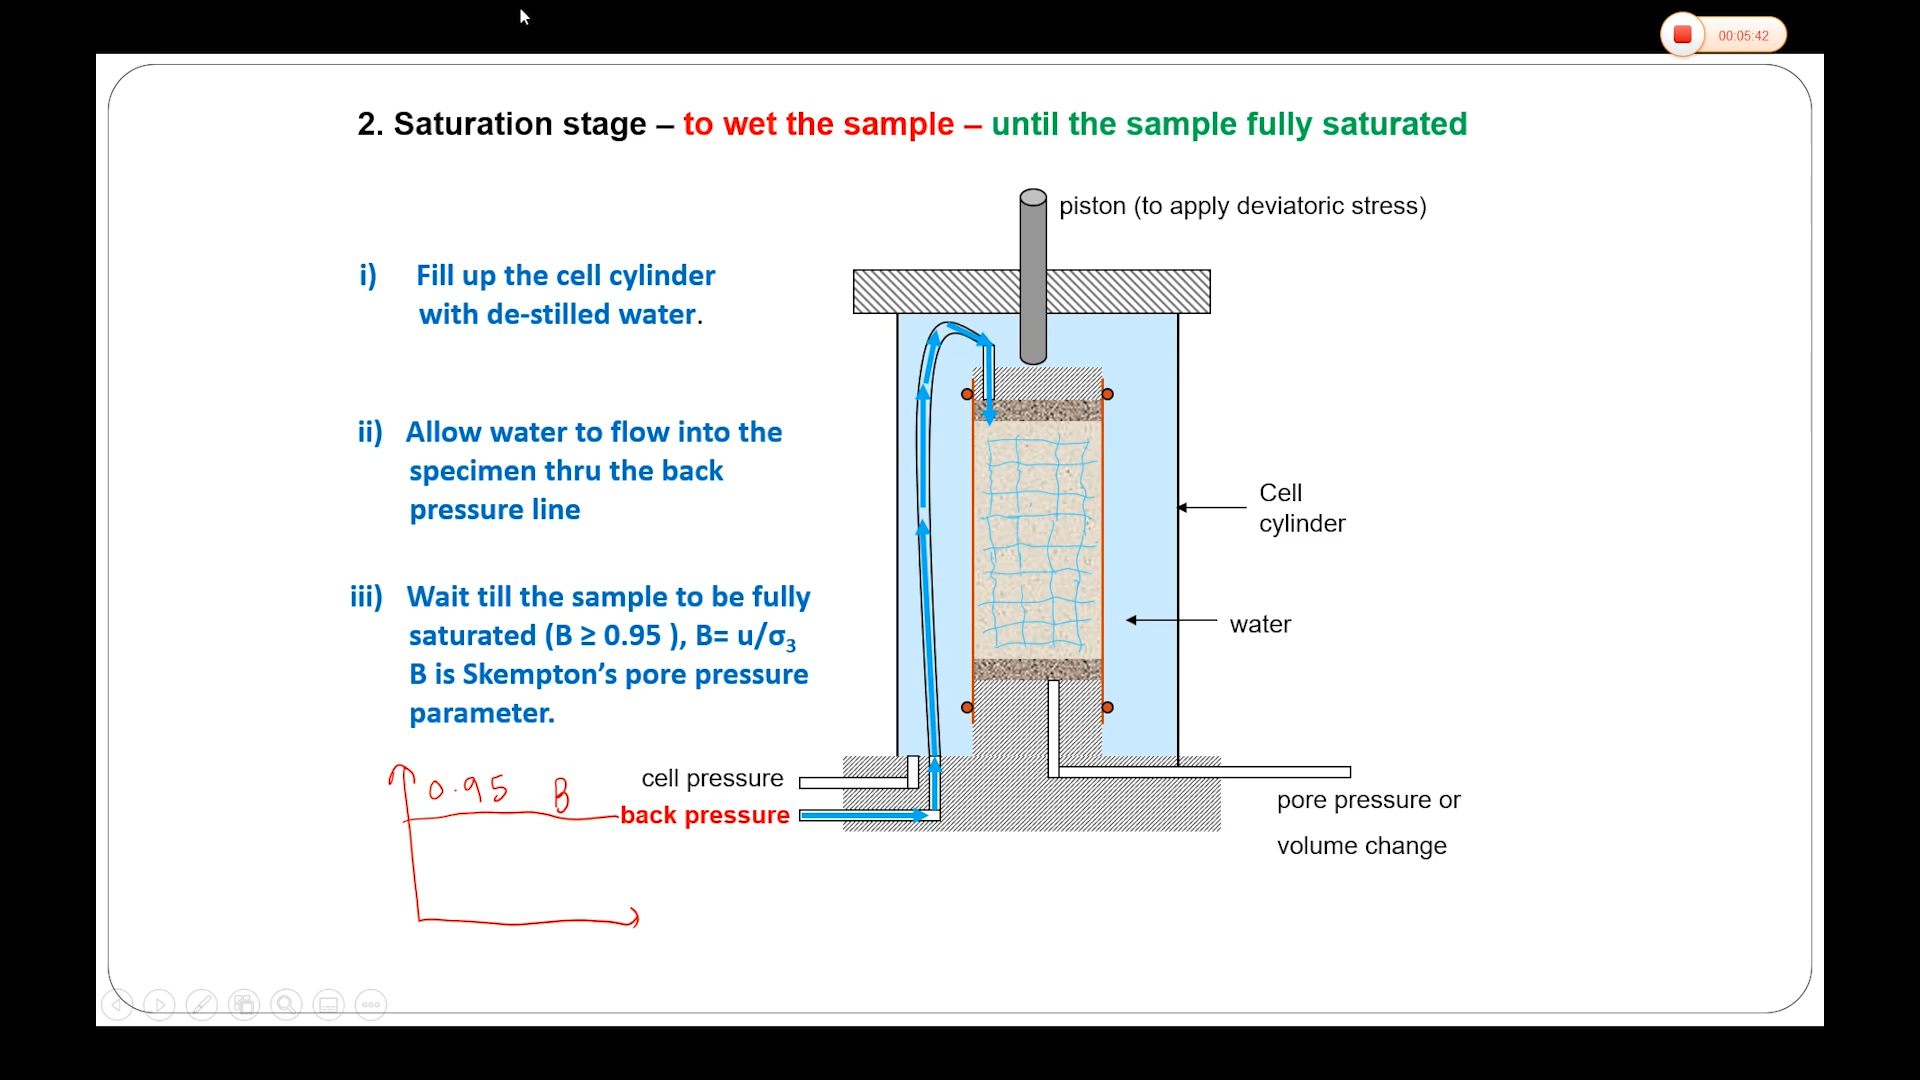 00:05:42
2. Saturation stage – to wet the sample – until the sample fully saturated
piston (to apply deviatoric stress)
i) Fill up the cell cylinder
with de-stilled water.
ii) Allow water to flow into the
specimen thru the back
pressure line
iii) Wait till the sample to be fully
saturated (B ≥ 0.95 ), B= u/σ₃
B is Skempton’s pore pressure
parameter.
Cell
cylinder
water
cell pressure
back pressure
pore pressure or
volume change
0.95 B